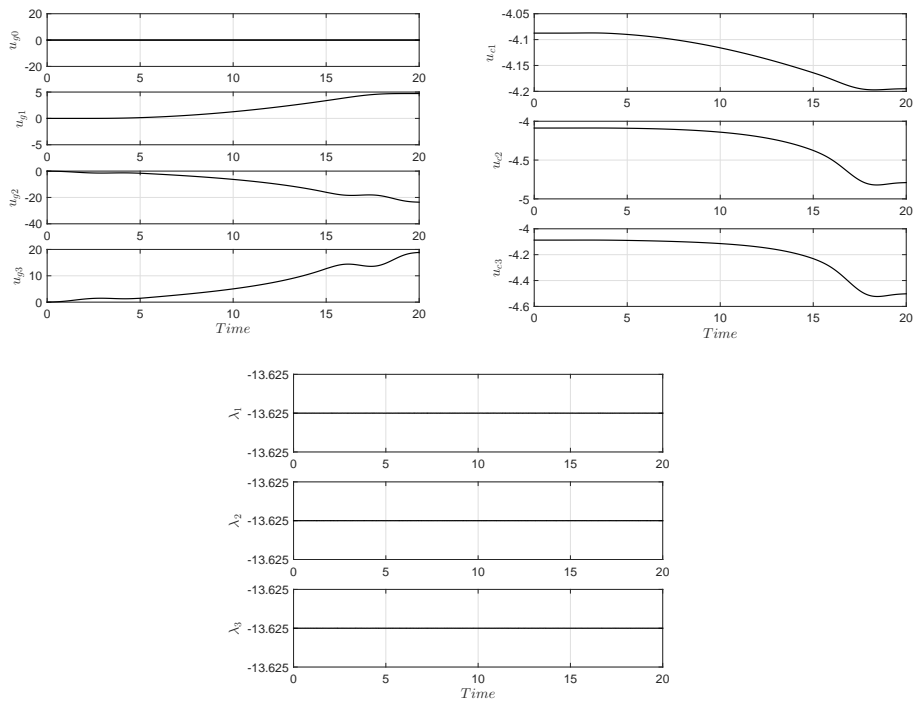 20
u_{g0} 0
-20
0 5 10 15 20
5
u_{g1} 0
-5
0 5 10 15 20
0
u_{g2} -20
-40
0 5 10 15 20
20
u_{g3} 10
0
0 5 10 15 20
Time
-4.05
-4.1
u_{c1}
-4.15
-4.2
0 5 10 15 20
-4
u_{c2} -4.5
-5
0 5 10 15 20
-4
-4.2
u_{c3}
-4.4
-4.6
0 5 10 15 20
Time
-13.625
λ_1 -13.625
-13.625
0 5 10 15 20
-13.625
λ_2 -13.625
-13.625
0 5 10 15 20
-13.625
λ_3 -13.625
-13.625
0 5 10 15 20
Time